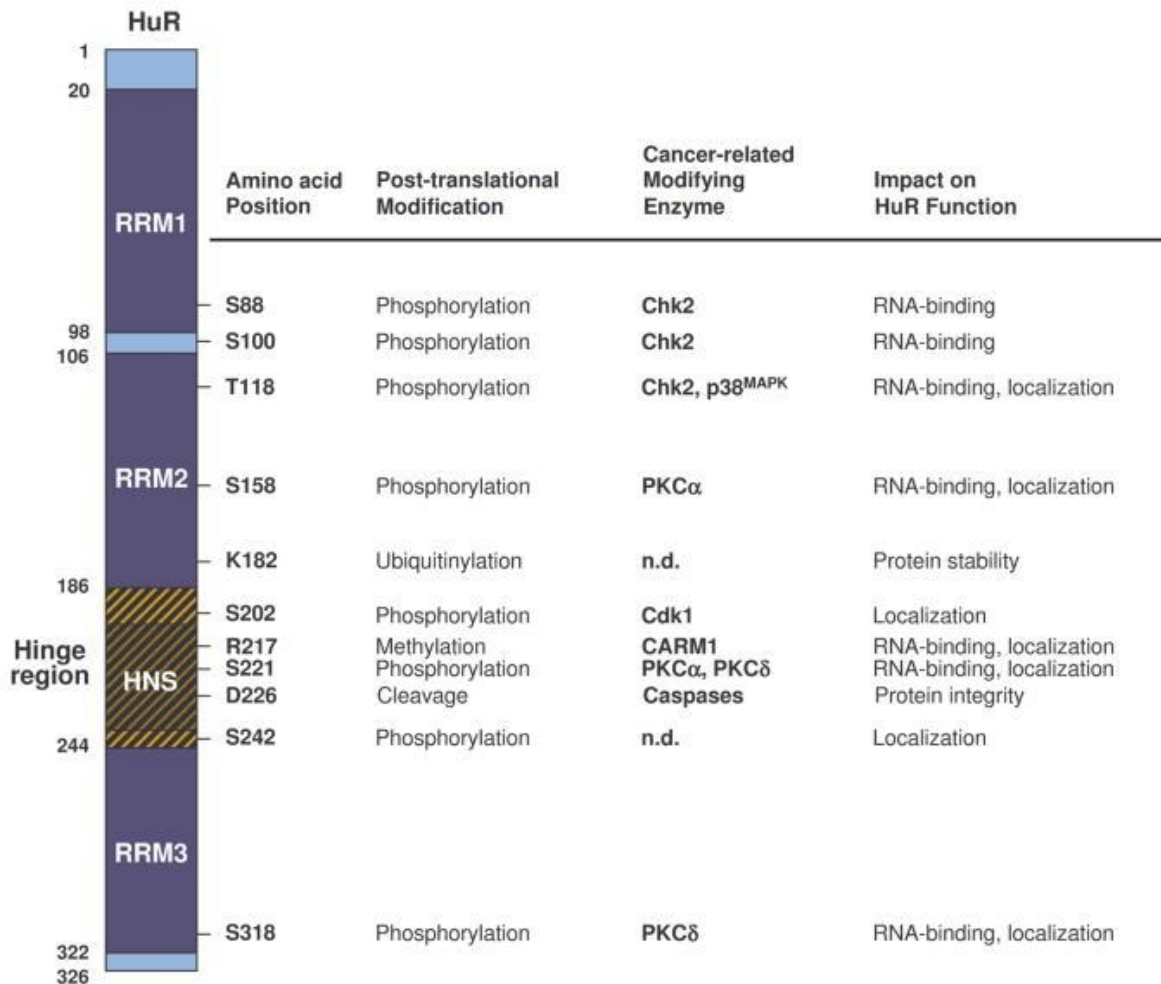 HuR
1
20
RRM1
98
106
RRM2
186
Hinge
region
HNS
244
RRM3
322
326
Amino acid Position
Post-translational Modification
Cancer-related Modifying Enzyme
Impact on HuR Function
S88 Phosphorylation Chk2 RNA-binding
S100 Phosphorylation Chk2 RNA-binding
T118 Phosphorylation Chk2, p38MAPK RNA-binding, localization
S158 Phosphorylation PKCα RNA-binding, localization
K182 Ubiquitinylation n.d. Protein stability
S202 Phosphorylation Cdk1 Localization
R217 Methylation CARM1 RNA-binding, localization
S221 Phosphorylation PKCα, PKCδ RNA-binding, localization
D226 Cleavage Caspases Protein integrity
S242 Phosphorylation n.d. Localization
S318 Phosphorylation PKCδ RNA-binding, localization